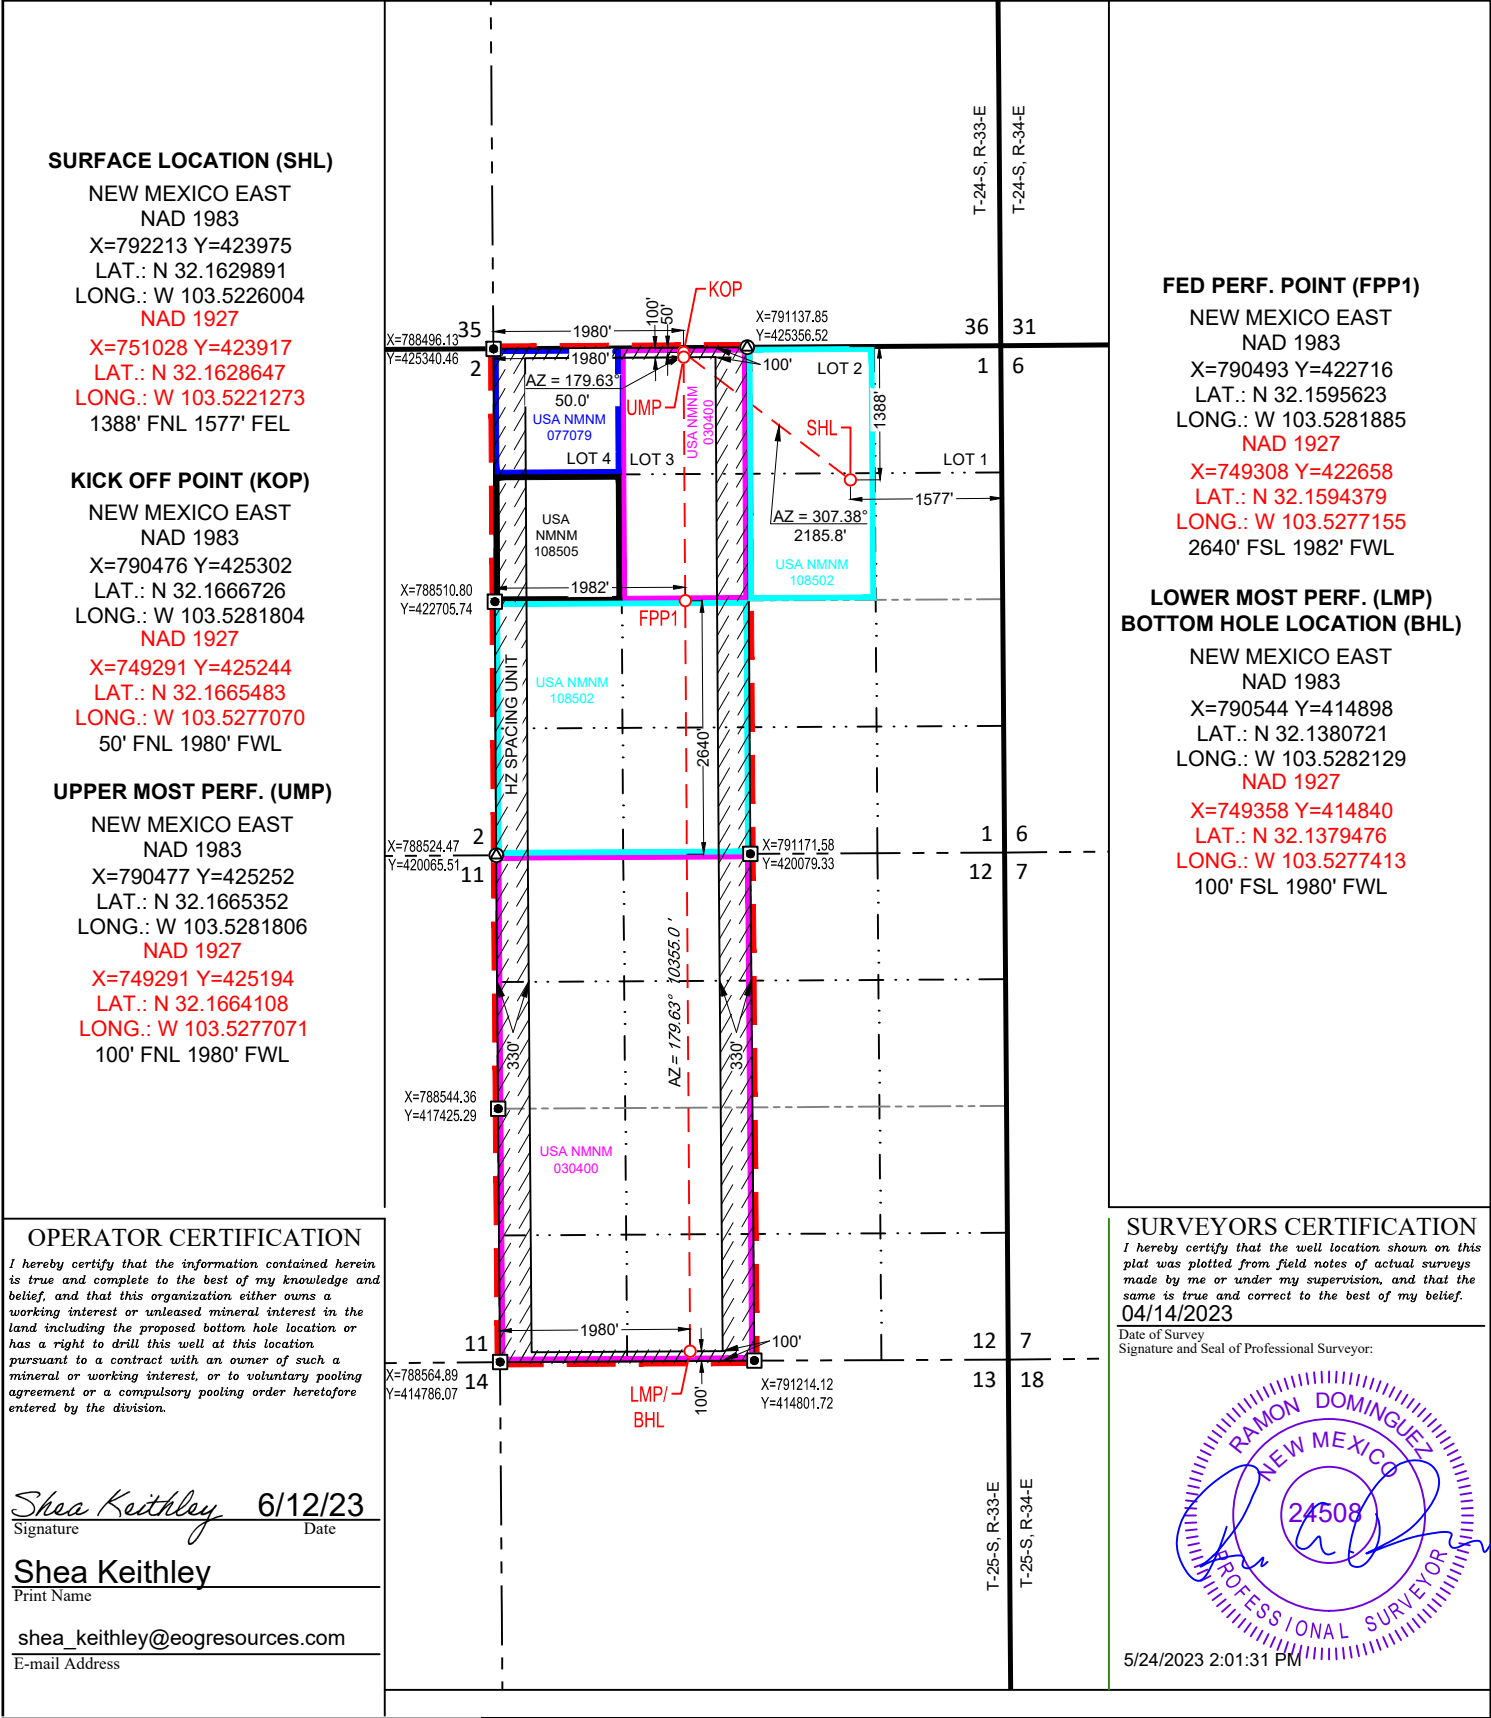 SURFACE LOCATION (SHL)
NEW MEXICO EAST
NAD 1983
X=792213 Y=423975
LAT.: N 32.1629891
LONG.: W 103.5226004
NAD 1927
X=751028 Y=423917
LAT.: N 32.1628647
LONG.: W 103.5221273
1388' FNL 1577' FEL
KICK OFF POINT (KOP)
NEW MEXICO EAST
NAD 1983
X=790476 Y=425302
LAT.: N 32.1666726
LONG.: W 103.5281804
NAD 1927
X=749291 Y=425244
LAT.: N 32.1665483
LONG.: W 103.5277070
50' FNL 1980' FWL
UPPER MOST PERF. (UMP)
NEW MEXICO EAST
NAD 1983
X=790477 Y=425252
LAT.: N 32.1665352
LONG.: W 103.5281806
NAD 1927
X=749291 Y=425194
LAT.: N 32.1664108
LONG.: W 103.5277071
100' FNL 1980' FWL
T-24-S, R-33-E
T-24-S, R-34-E
KOP
100'
50'
X=791137.85
Y=425356.52
X=788496.13
Y=425340.46
35
1980'
36
31
2
1980'
100'
LOT 2
1
6
AZ = 179.63°
50.0'
UMP
USA NMNM
077079
USA NMNM
030400
1388'
SHL
LOT 4
LOT 3
LOT 1
1577'
USA
NMNM
108505
AZ = 307.38°
2185.8'
USA NMNM
108502
X=788510.80
Y=422705.74
1982'
FPP1
HZ SPACING UNIT
USA NMNM
108502
2640'
X=788524.47
Y=420065.51
2
11
X=791171.58
Y=420079.33
1
6
12
7
AZ = 179.63° 10355.0'
330'
330'
X=788544.36
Y=417425.29
USA NMNM
030400
1980'
100'
11
14
X=788564.89
Y=414786.07
LMP/
BHL
100'
X=791214.12
Y=414801.72
12
7
13
18
T-25-S, R-33-E
T-25-S, R-34-E
FED PERF. POINT (FPP1)
NEW MEXICO EAST
NAD 1983
X=790493 Y=422716
LAT.: N 32.1595623
LONG.: W 103.5281885
NAD 1927
X=749308 Y=422658
LAT.: N 32.1594379
LONG.: W 103.5277155
2640' FSL 1982' FWL
LOWER MOST PERF. (LMP)
BOTTOM HOLE LOCATION (BHL)
NEW MEXICO EAST
NAD 1983
X=790544 Y=414898
LAT.: N 32.1380721
LONG.: W 103.5282129
NAD 1927
X=749358 Y=414840
LAT.: N 32.1379476
LONG.: W 103.5277413
100' FSL 1980' FWL
OPERATOR CERTIFICATION
I hereby certify that the information contained herein
is true and complete to the best of my knowledge and
belief, and that this organization either owns a
working interest or unleased mineral interest in the
land including the proposed bottom hole location or
has a right to drill this well at this location
pursuant to a contract with an owner of such a
mineral or working interest, or to voluntary pooling
agreement or a compulsory pooling order heretofore
entered by the division.
Shea Keithley 6/12/23
Signature Date
Shea Keithley
Print Name
shea_keithley@eogresources.com
E-mail Address
SURVEYORS CERTIFICATION
I hereby certify that the well location shown on this
plat was plotted from field notes of actual surveys
made by me or under my supervision, and that the
same is true and correct to the best of my belief.
04/14/2023
Date of Survey
Signature and Seal of Professional Surveyor:
RAMON DOMINGUEZ
NEW MEXICO
24508
PROFESSIONAL SURVEYOR
5/24/2023 2:01:31 PM